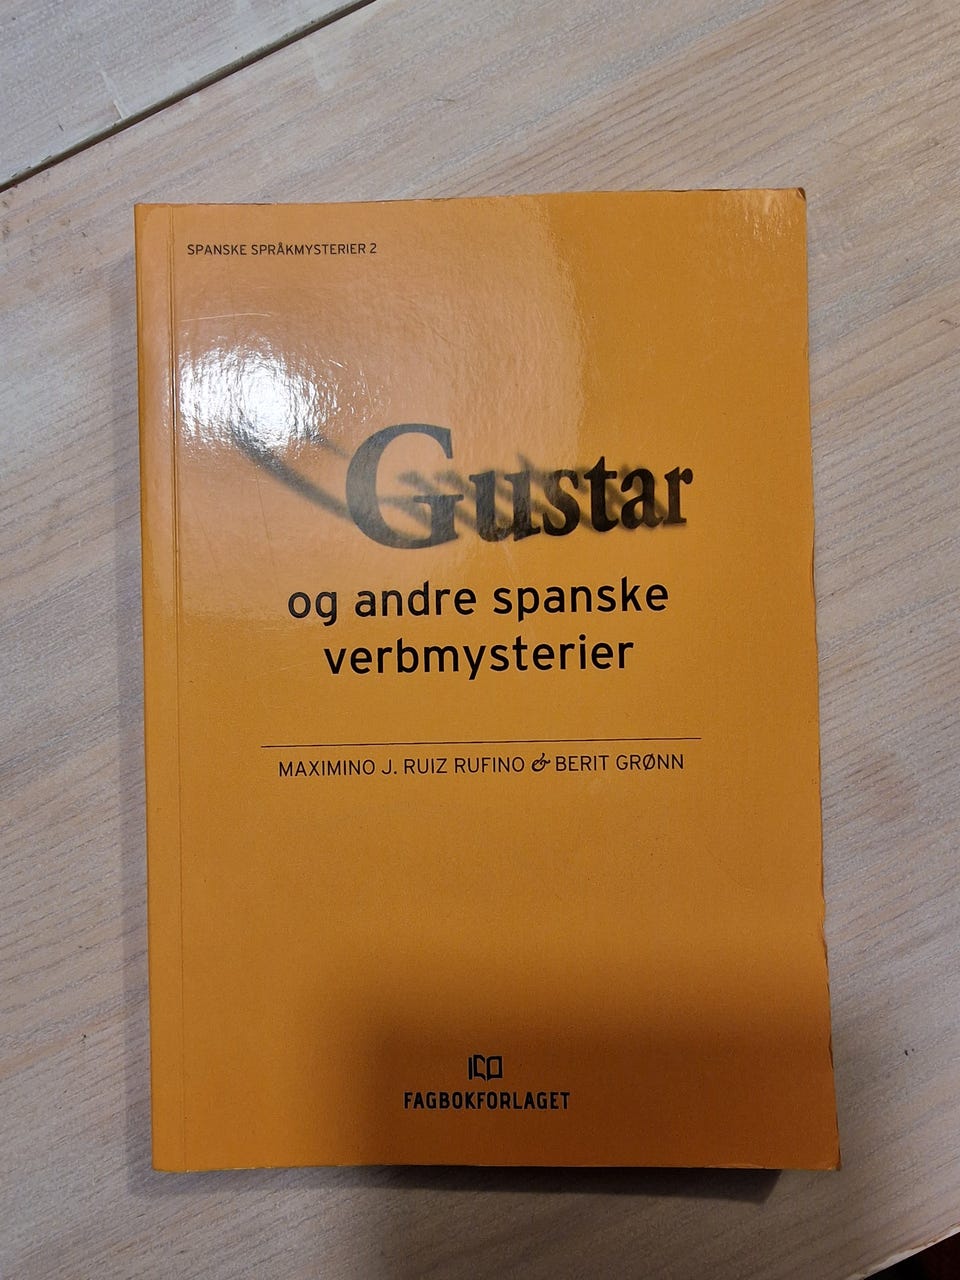 SPANSKE SPRÅKMYSTERIER 2
Gustar
og andre spanske
verbmysterier
MAXIMINO J. RUIZ RUFINO & BERIT GRØNN
FAGBOKFORLAGET